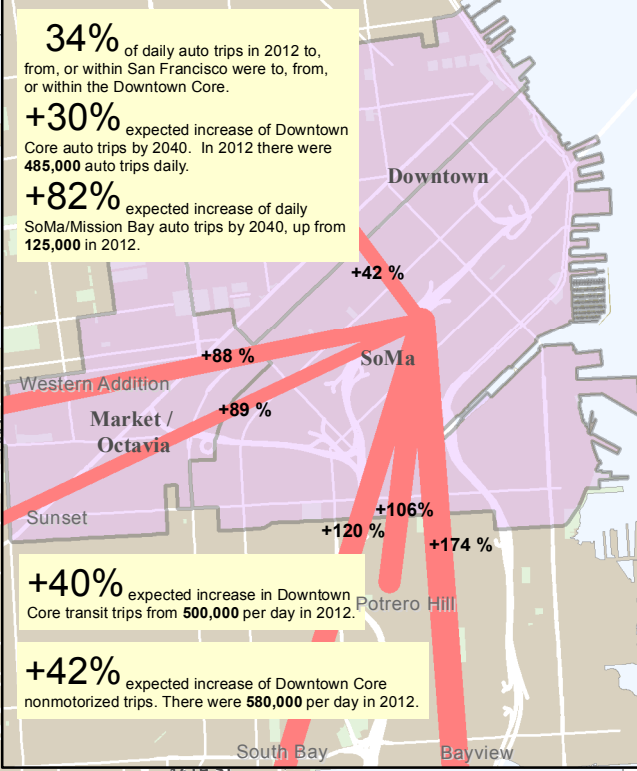 34% of daily auto trips in 2012 to,
from, or within San Francisco were to, from,
or within the Downtown Core.
+30% expected increase of Downtown
Core auto trips by 2040. In 2012 there were
485,000 auto trips daily.
+82% expected increase of daily
SoMa/Mission Bay auto trips by 2040, up from
125,000 in 2012.
Downtown
+42 %
+88 %
SoMa
Western Addition
+89 %
Market /
Octavia
Sunset
+106%
+120 %
+174 %
+40% expected increase in Downtown
Core transit trips from 500,000 per day in 2012.
Potrero Hill
+42% expected increase of Downtown Core
nonmotorized trips. There were 580,000 per day in 2012.
South Bay
Bayview